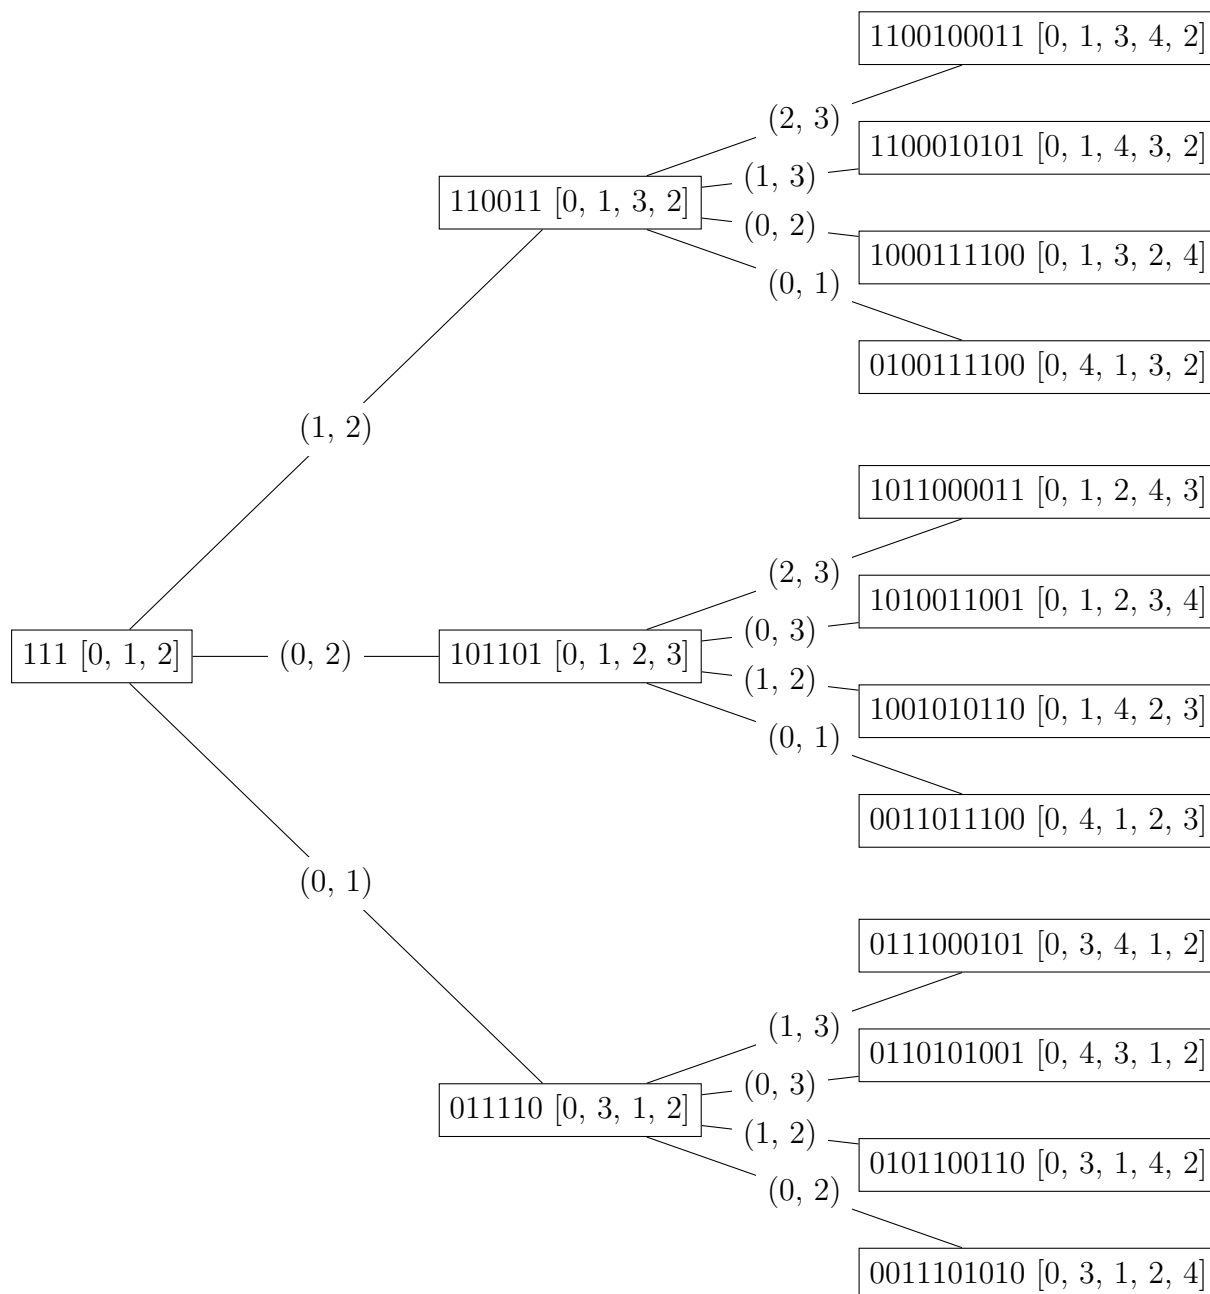 1100100011 [0, 1, 3, 4, 2]
(2, 3)
1100010101 [0, 1, 4, 3, 2]
(1, 3)
110011 [0, 1, 3, 2]
(0, 2)
1000111100 [0, 1, 3, 2, 4]
(0, 1)
0100111100 [0, 4, 1, 3, 2]
(1, 2)
1011000011 [0, 1, 2, 4, 3]
(2, 3)
1010011001 [0, 1, 2, 3, 4]
(0, 3)
111 [0, 1, 2]
(0, 2)
101101 [0, 1, 2, 3]
(1, 2)
1001010110 [0, 1, 4, 2, 3]
(0, 1)
0011011100 [0, 4, 1, 2, 3]
(0, 1)
0111000101 [0, 3, 4, 1, 2]
(1, 3)
0110101001 [0, 4, 3, 1, 2]
(0, 3)
011110 [0, 3, 1, 2]
(1, 2)
0101100110 [0, 3, 1, 4, 2]
(0, 2)
0011101010 [0, 3, 1, 2, 4]